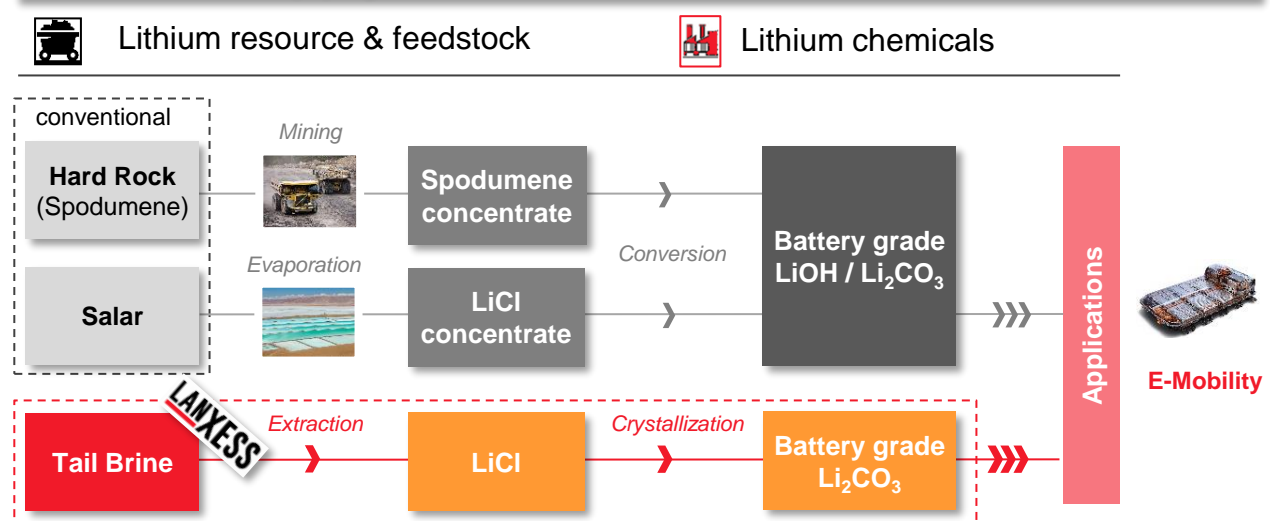 Lithium resource & feedstock
Lithium chemicals
conventional
Hard Rock
(Spodumene)
Mining
Spodumene
concentrate
Salar
Evaporation
LiCl
concentrate
Conversion
Battery grade
LiOH / Li₂CO₃
Applications
E-Mobility
LANXESS
Tail Brine
Extraction
LiCl
Crystallization
Battery grade
Li₂CO₃